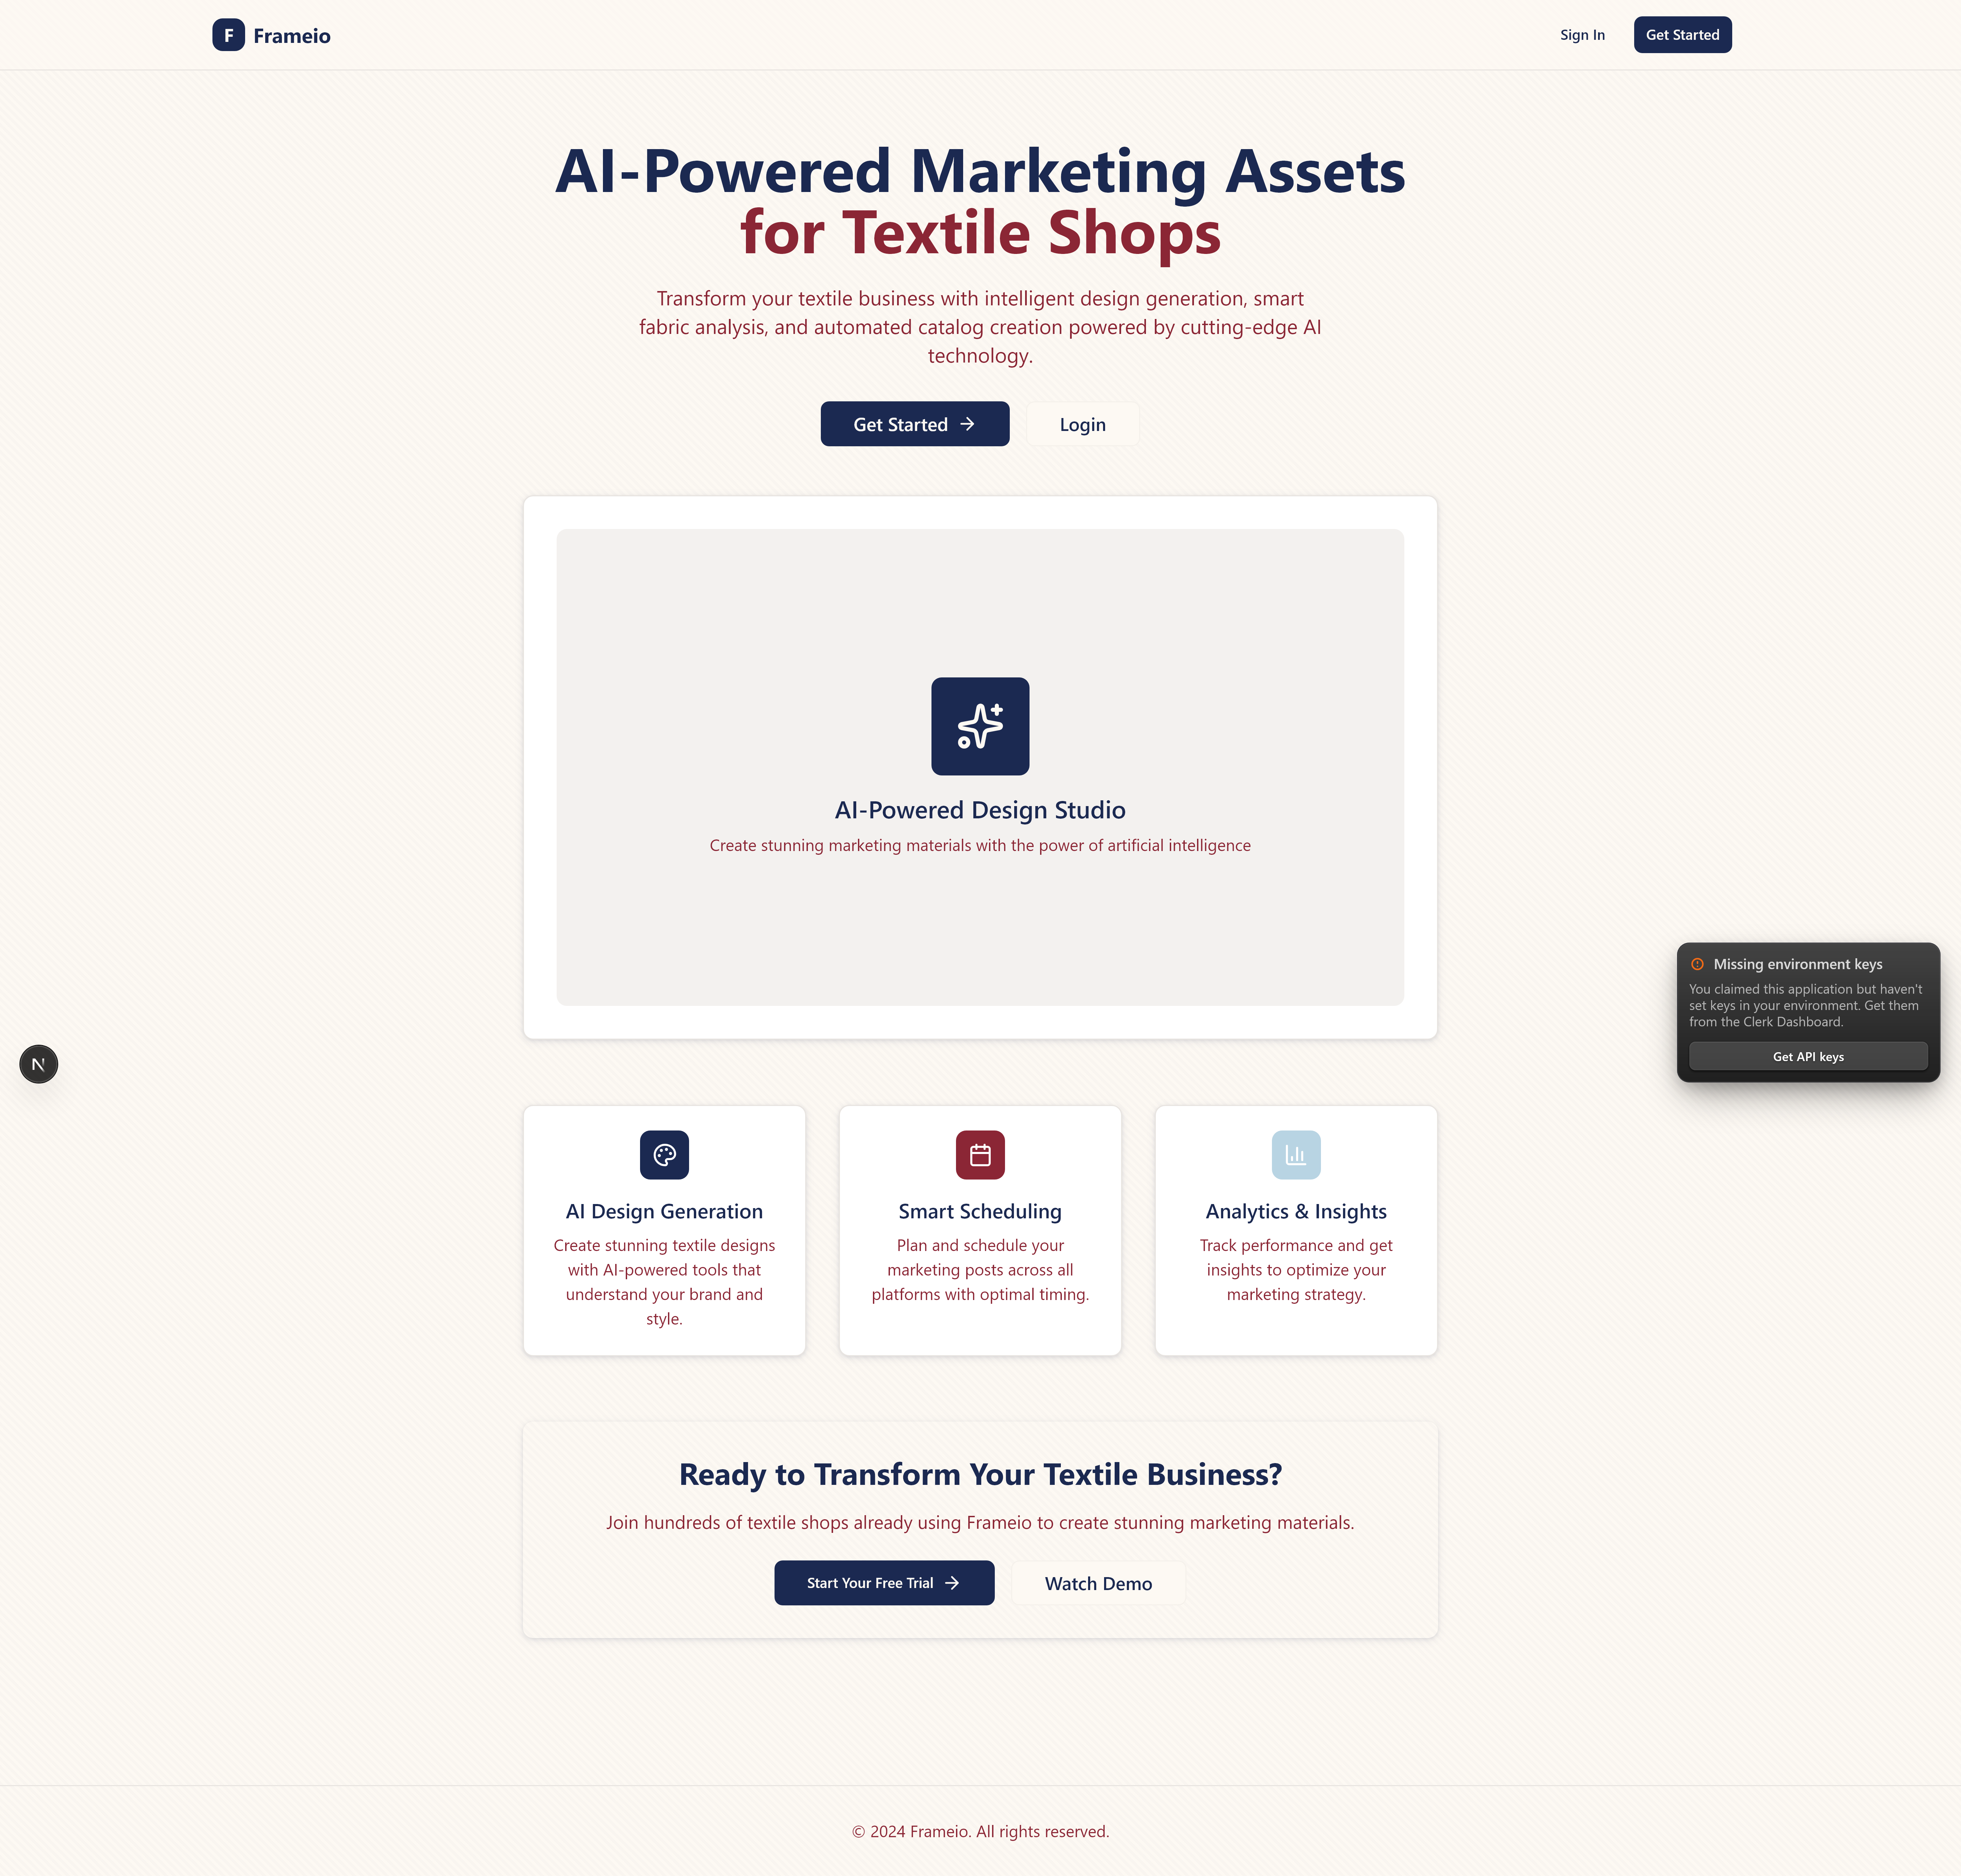 F
Frameio
Sign In
Get Started
AI-Powered Marketing Assets
for Textile Shops
Transform your textile business with intelligent design generation, smart
fabric analysis, and automated catalog creation powered by cutting-edge AI
technology.
Get Started
Login
AI-Powered Design Studio
Create stunning marketing materials with the power of artificial intelligence
Missing environment keys
You claimed this application but haven't
set keys in your environment. Get them
from the Clerk Dashboard.
Get API keys
N
AI Design Generation
Create stunning textile designs
with AI-powered tools that
understand your brand and
style.
Smart Scheduling
Plan and schedule your
marketing posts across all
platforms with optimal timing.
Analytics & Insights
Track performance and get
insights to optimize your
marketing strategy.
Ready to Transform Your Textile Business?
Join hundreds of textile shops already using Frameio to create stunning marketing materials.
Start Your Free Trial
Watch Demo
© 2024 Frameio. All rights reserved.